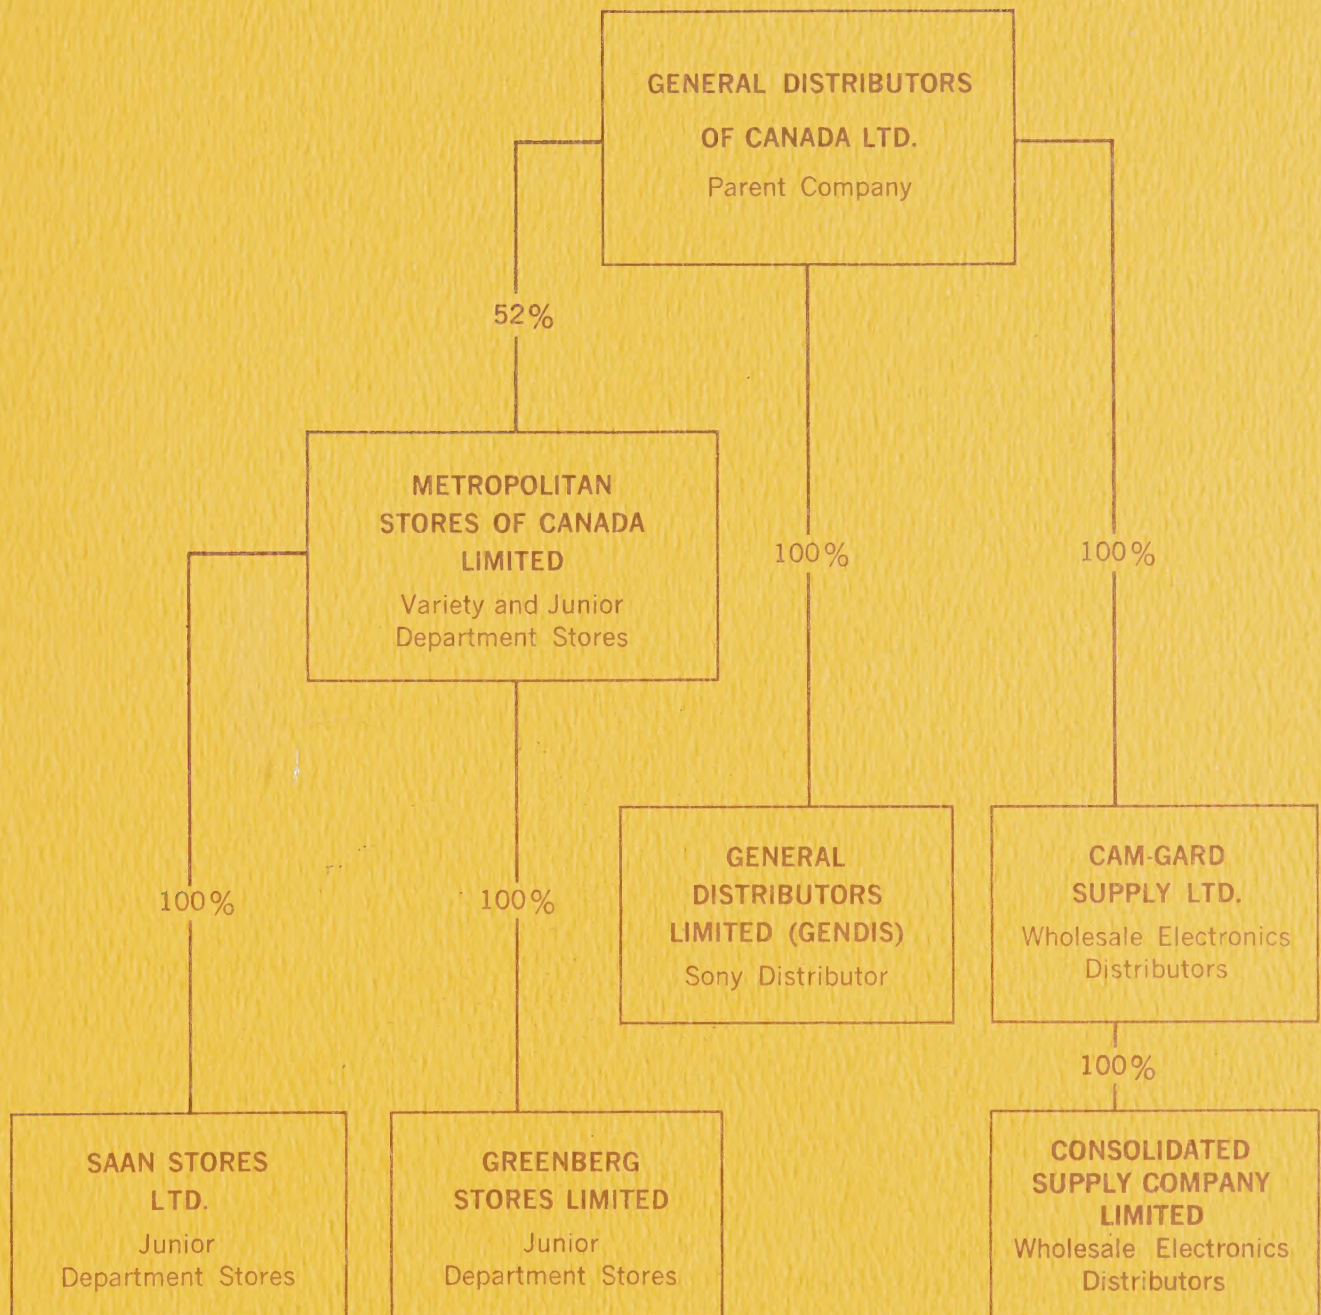 GENERAL DISTRIBUTORS
OF CANADA LTD.
Parent Company
52%
METROPOLITAN
STORES OF CANADA
LIMITED
Variety and Junior
Department Stores
100%
100%
100%
100%
GENERAL
DISTRIBUTORS
LIMITED (GENDIS)
Sony Distributor
CAM-GARD
SUPPLY LTD.
Wholesale Electronics
Distributors
100%
SAAN STORES
LTD.
Junior
Department Stores
GREENBERG
STORES LIMITED
Junior
Department Stores
CONSOLIDATED
SUPPLY COMPANY
LIMITED
Wholesale Electronics
Distributors